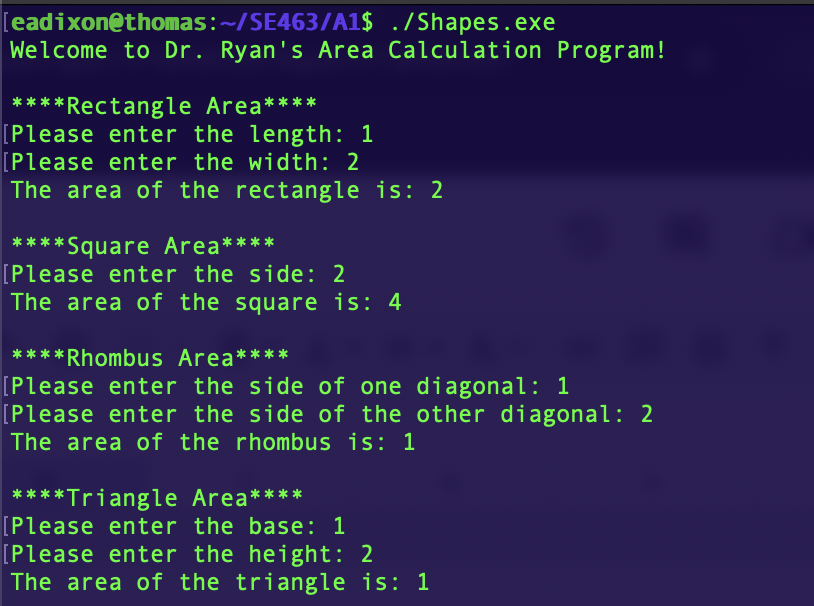 [eadixon@thomas:~/SE463/A1$ ./Shapes.exe
Welcome to Dr. Ryan's Area Calculation Program!
****Rectangle Area****
[Please enter the length: 1
[Please enter the width: 2
The area of the rectangle is: 2
****Square Area****
[Please enter the side: 2
The area of the square is: 4
****Rhombus Area****
[Please enter the side of one diagonal: 1
[Please enter the side of the other diagonal: 2
The area of the rhombus is: 1
****Triangle Area****
[Please enter the base: 1
[Please enter the height: 2
The area of the triangle is: 1